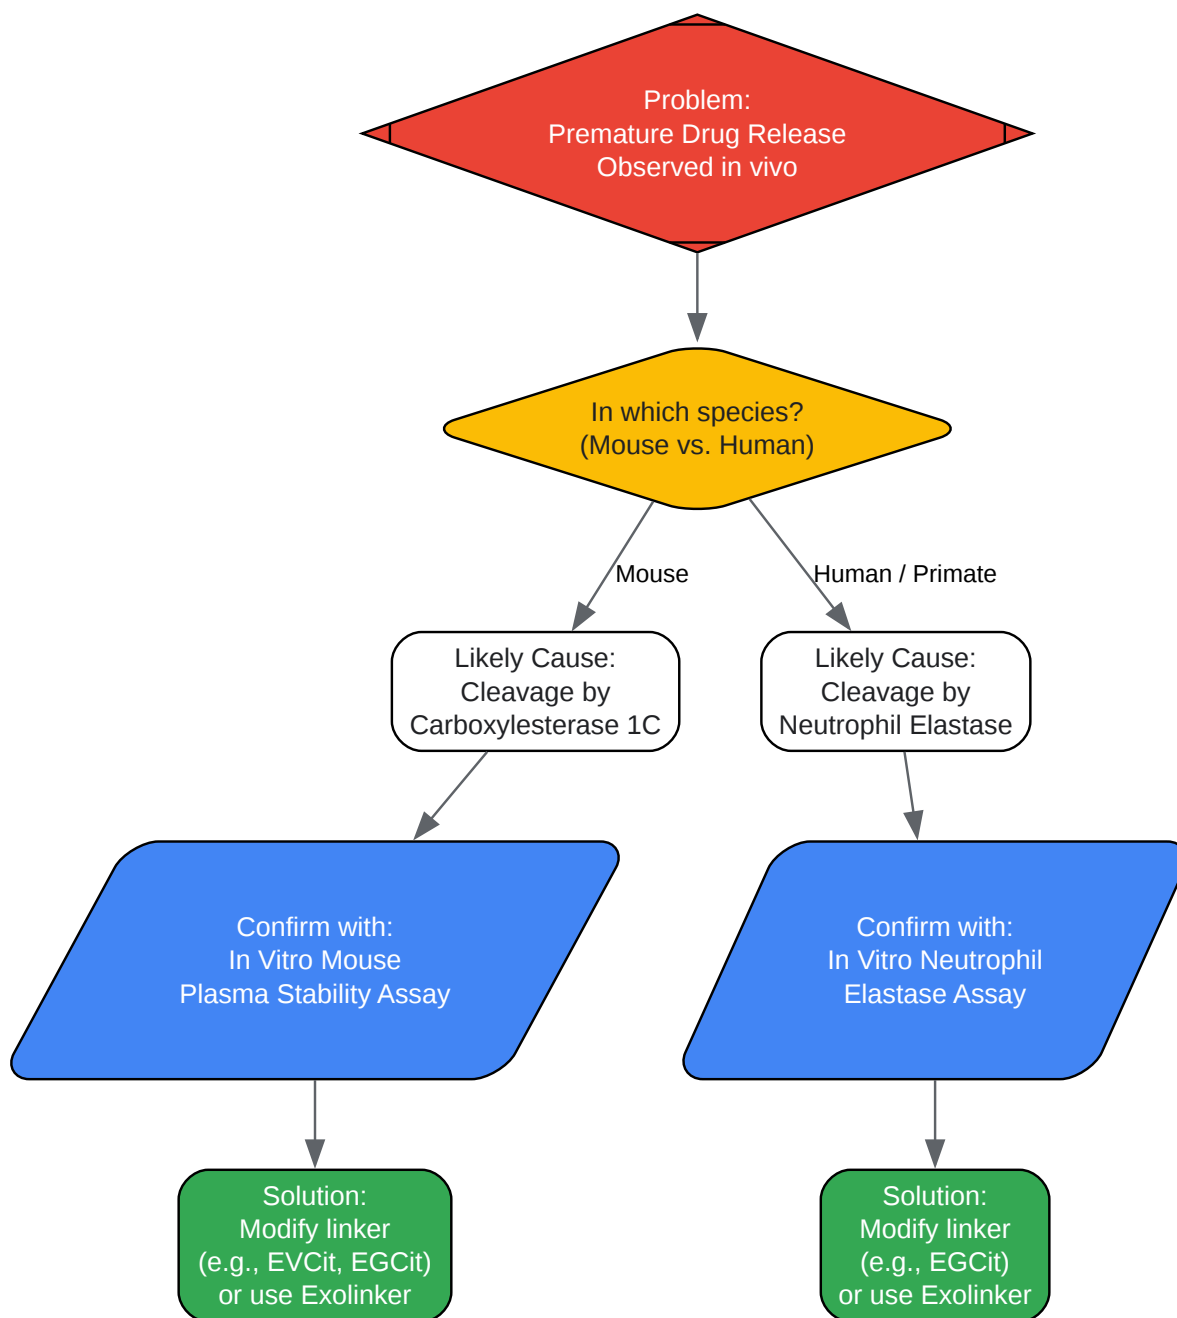 Problem:
Premature Drug Release
Observed in vivo
In which species?
(Mouse vs. Human)
Mouse
Human / Primate
Likely Cause:
Cleavage by
Carboxylesterase 1C
Likely Cause:
Cleavage by
Neutrophil Elastase
Confirm with:
In Vitro Mouse
Plasma Stability Assay
Confirm with:
In Vitro Neutrophil
Elastase Assay
Solution:
Modify linker
(e.g., EVCit, EGCit)
or use Exolinker
Solution:
Modify linker
(e.g., EGCit)
or use Exolinker